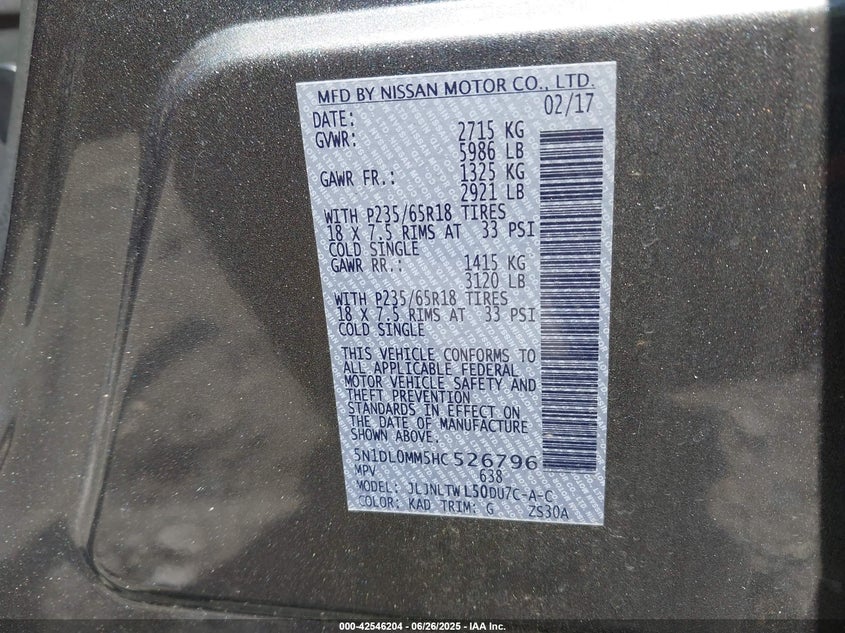 MFD BY NISSAN MOTOR CO., LTD.
DATE: 02/17
GVWR: 2715 KG
5986 LB
GAWR FR.: 1325 KG
2921 LB
WITH P235/65R18 TIRES
18 X 7.5 RIMS AT 33 PSI
COLD SINGLE
GAWR RR.: 1415 KG
3120 LB
WITH P235/65R18 TIRES
18 X 7.5 RIMS AT 33 PSI
COLD SINGLE
THIS VEHICLE CONFORMS TO
ALL APPLICABLE FEDERAL
MOTOR VEHICLE SAFETY AND
THEFT PREVENTION
STANDARDS IN EFFECT ON
THE DATE OF MANUFACTURE
SHOWN ABOVE.
5N1DL0MM5HC526796
MPV 638
MODEL: JLJNLTWL50DU7C-A-C
COLOR: KAD TRIM: G ZS30A
000-42546204 - 06/26/2025 - IAA Inc.